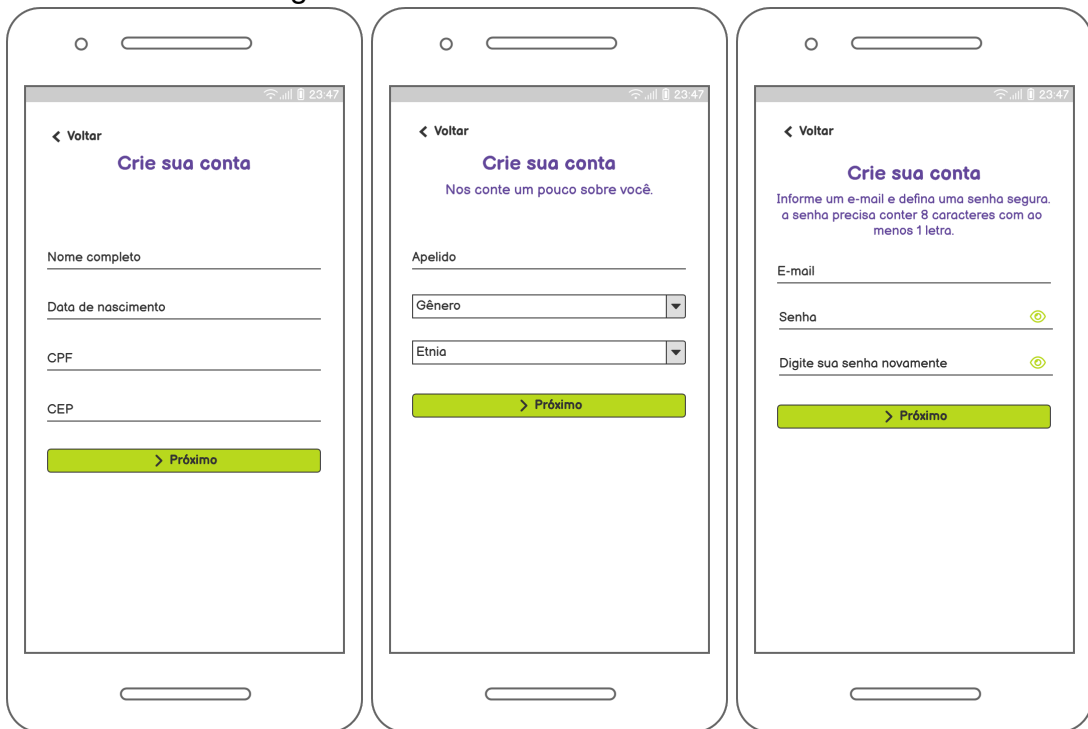 23:47
Voltar
Crie sua conta
Nome completo
Data de nascimento
CPF
CEP
Próximo
23:47
Voltar
Crie sua conta
Nos conte um pouco sobre você.
Apelido
Gênero
Etnia
Próximo
23:47
Voltar
Crie sua conta
Informe um e-mail e defina uma senha segura.
a senha precisa conter 8 caracteres com ao
menos 1 letra.
E-mail
Senha
Digite sua senha novamente
Próximo